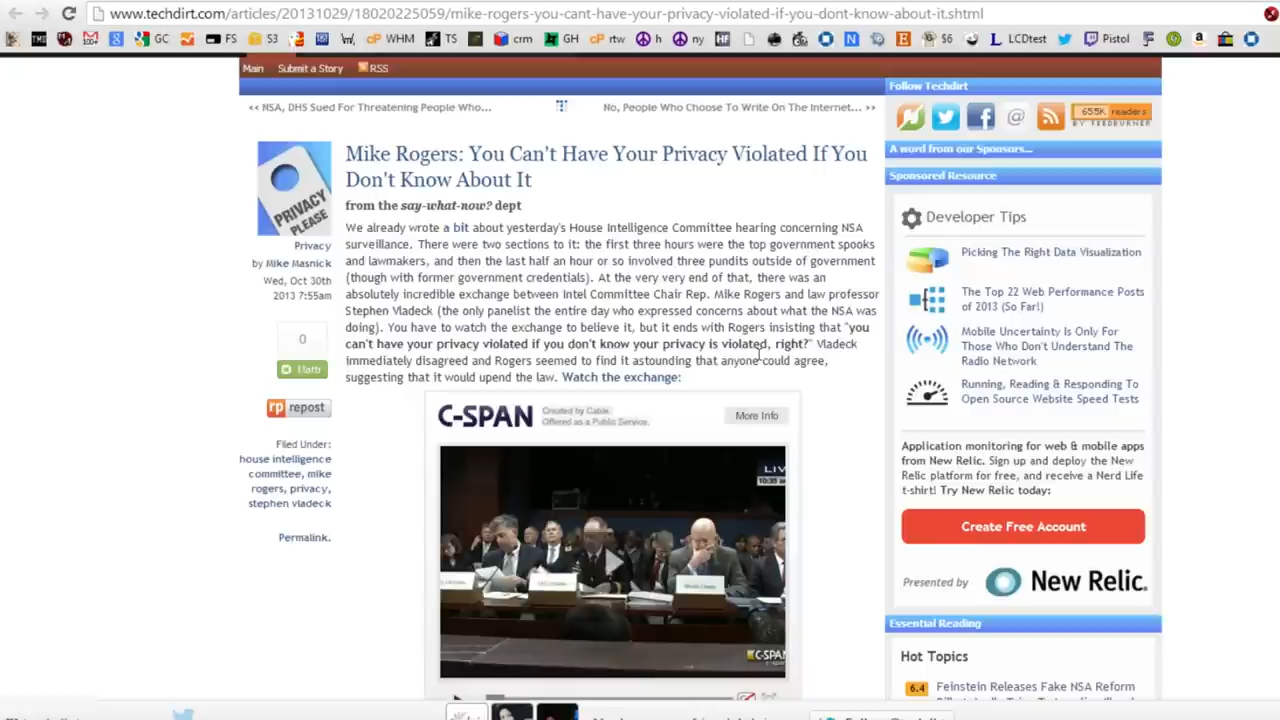 www.techdirt.com/articles/20131029/18020225059/mike-rogers-you-cant-have-your-privacy-violated-if-you-dont-know-about-it.shtml
GC FS S3 WHM TS crm GH rtw h ny $6 LCDtest Pistol
Main Submit a Story RSS
<< NSA, DHS Sued For Threatening People Who...
No, People Who Choose To Write On The Internet... >>
PRIVACY
PLEASE
Privacy
by Mike Masnick
Wed, Oct 30th
2013 7:55am
0
Flattr
rp repost
Filed Under:
house intelligence
committee, mike
rogers, privacy,
stephen vladeck
Permalink.
Mike Rogers: You Can't Have Your Privacy Violated If You
Don't Know About It
from the say-what-now? dept
We already wrote a bit about yesterday's House Intelligence Committee hearing concerning NSA
surveillance. There were two sections to it: the first three hours were the top government spooks
and lawmakers, and then the last half an hour or so involved three pundits outside of government
(though with former government credentials). At the very very end of that, there was an
absolutely incredible exchange between Intel Committee Chair Rep. Mike Rogers and law professor
Stephen Vladeck (the only panelist the entire day who expressed concerns about what the NSA was
doing). You have to watch the exchange to believe it, but it ends with Rogers insisting that "you
can't have your privacy violated if you don't know your privacy is violated, right?" Vladeck
immediately disagreed and Rogers seemed to find it astounding that anyone could agree,
suggesting that it would upend the law. Watch the exchange:
C-SPAN
Created by Cable.
Offered as a Public Service.
More Info
LIV
10:35
C-SPAN
Follow Techdirt
655K readers
BY FEEDBURNER
A word from our Sponsors...
Sponsored Resource
Developer Tips
Picking The Right Data Visualization
The Top 22 Web Performance Posts
of 2013 (So Far!)
Mobile Uncertainty Is Only For
Those Who Don't Understand The
Radio Network
Running, Reading & Responding To
Open Source Website Speed Tests
Application monitoring for web & mobile apps
from New Relic. Sign up and deploy the New
Relic platform for free, and receive a Nerd Life
t-shirt! Try New Relic today:
Create Free Account
Presented by New Relic.
Essential Reading
Hot Topics
6.4 Feinstein Releases Fake NSA Reform